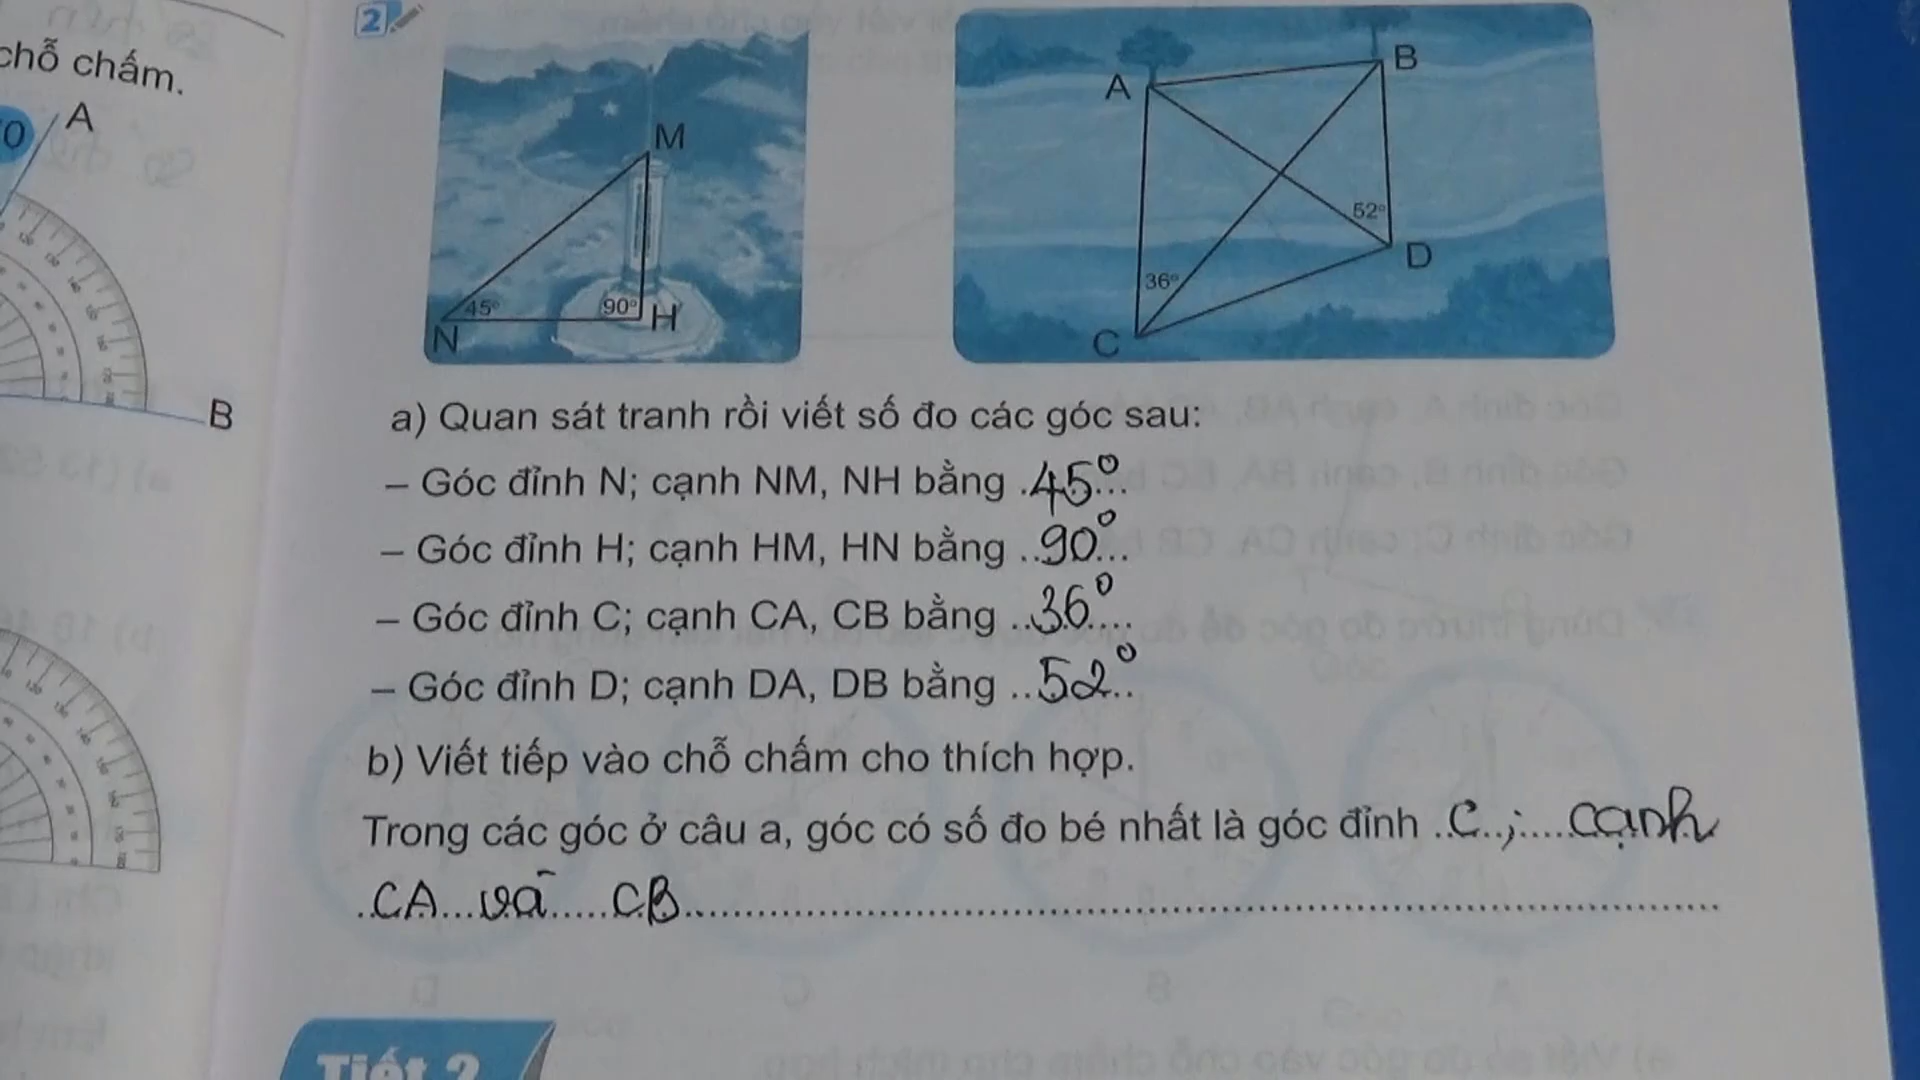 chỗ chấm.
A
B
2
M
45°
90°
N
H
A
B
52°
D
36°
C
a) Quan sát tranh rồi viết số đo các góc sau:
– Góc đỉnh N; cạnh NM, NH bằng .45°...
– Góc đỉnh H; cạnh HM, HN bằng ..90°...
– Góc đỉnh C; cạnh CA, CB bằng ..36°....
– Góc đỉnh D; cạnh DA, DB bằng ..52°..
b) Viết tiếp vào chỗ chấm cho thích hợp.
Trong các góc ở câu a, góc có số đo bé nhất là góc đỉnh ..C..;.... cạnh
..CA...và.....CB..............................
Tiết 2